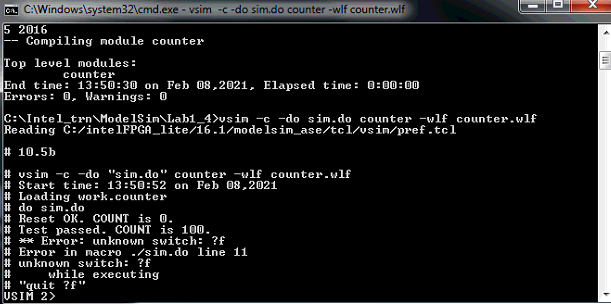 C:\Windows\system32\cmd.exe - vsim -c -do sim.do counter -wlf counter.wlf
5 2016
-- Compiling module counter
Top level modules:
counter
End time: 13:50:30 on Feb 08,2021, Elapsed time: 0:00:00
Errors: 0, Warnings: 0
C:\Intel_trn\ModelSim\Lab1_4>vsim -c -do sim.do counter -wlf counter.wlf
Reading C:/intelFPGA_lite/16.1/modelsim_ase/tcl/vsim/pref.tcl
# 10.5b
# vsim -c -do "sim.do" counter -wlf counter.wlf
# Start time: 13:50:52 on Feb 08,2021
# Loading work.counter
# do sim.do
# Reset OK. COUNT is 0.
# Test passed. COUNT is 100.
# ** Error: unknown switch: ?f
# Error in macro ./sim.do line 11
# unknown switch: ?f
#     while executing
# "quit ?f"
VSIM 2>